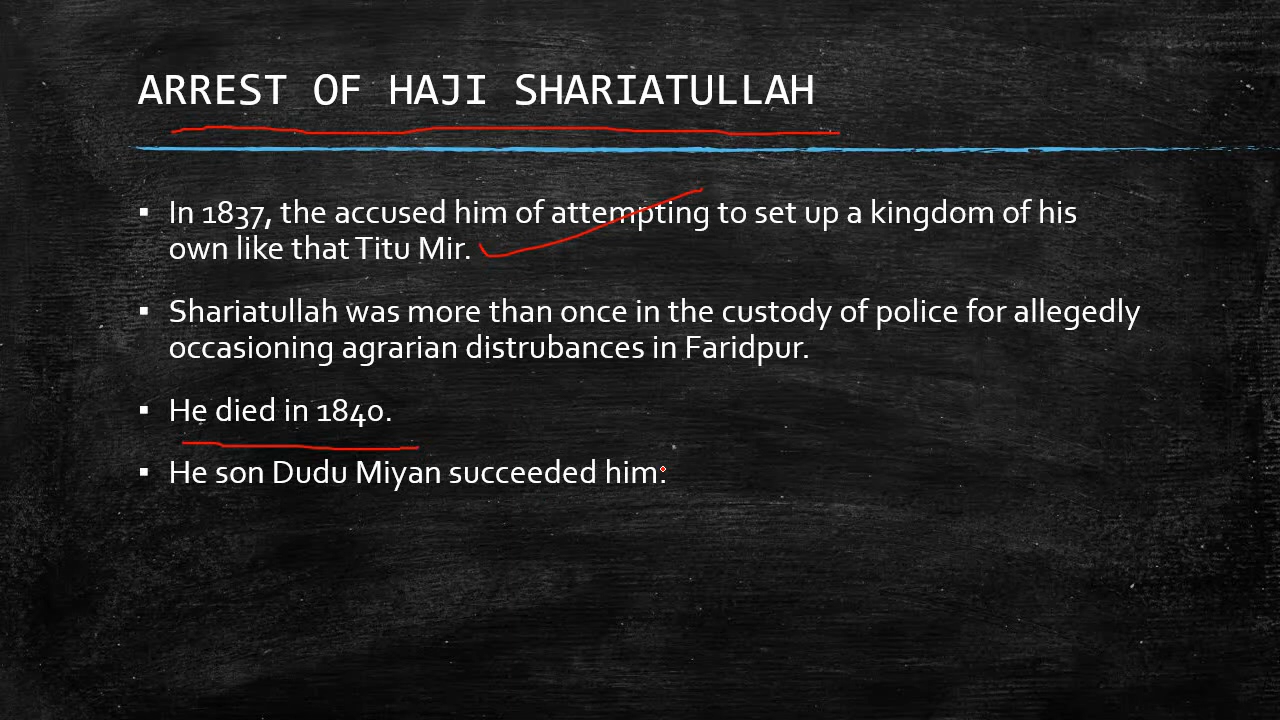 ARREST OF HAJI SHARIATULLAH
▪ In 1837, the accused him of attempting to set up a kingdom of his
own like that Titu Mir.
▪ Shariatullah was more than once in the custody of police for allegedly
occasioning agrarian distrubances in Faridpur.
▪ He died in 1840.
▪ He son Dudu Miyan succeeded him.